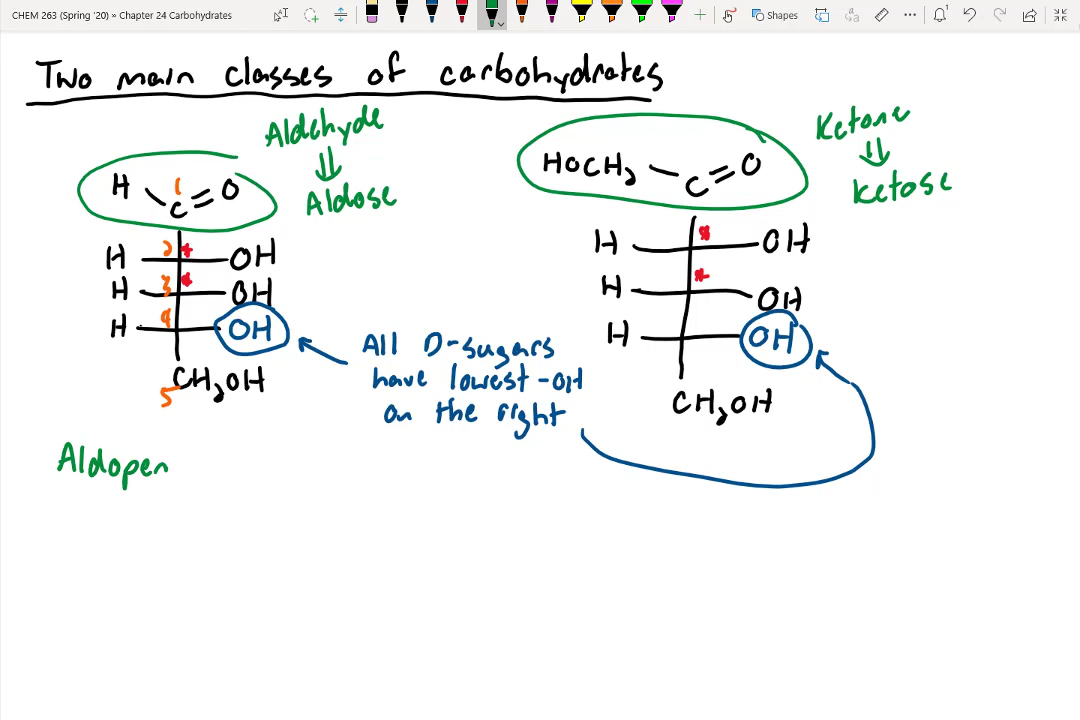 CHEM 263 (Spring '20) » Chapter 24 Carbohydrates
Shapes
Two main classes of carbohydrates
Aldehyde
⇓
Aldose
H 1 C = O
H 2 * OH
H 3 * OH
H 4 OH
5 CH2OH
Ketone
⇓
Ketose
HOCH2 C = O
H * OH
H * OH
H OH
CH2OH
All D-sugars
have lowest -OH
on the right
Aldopen